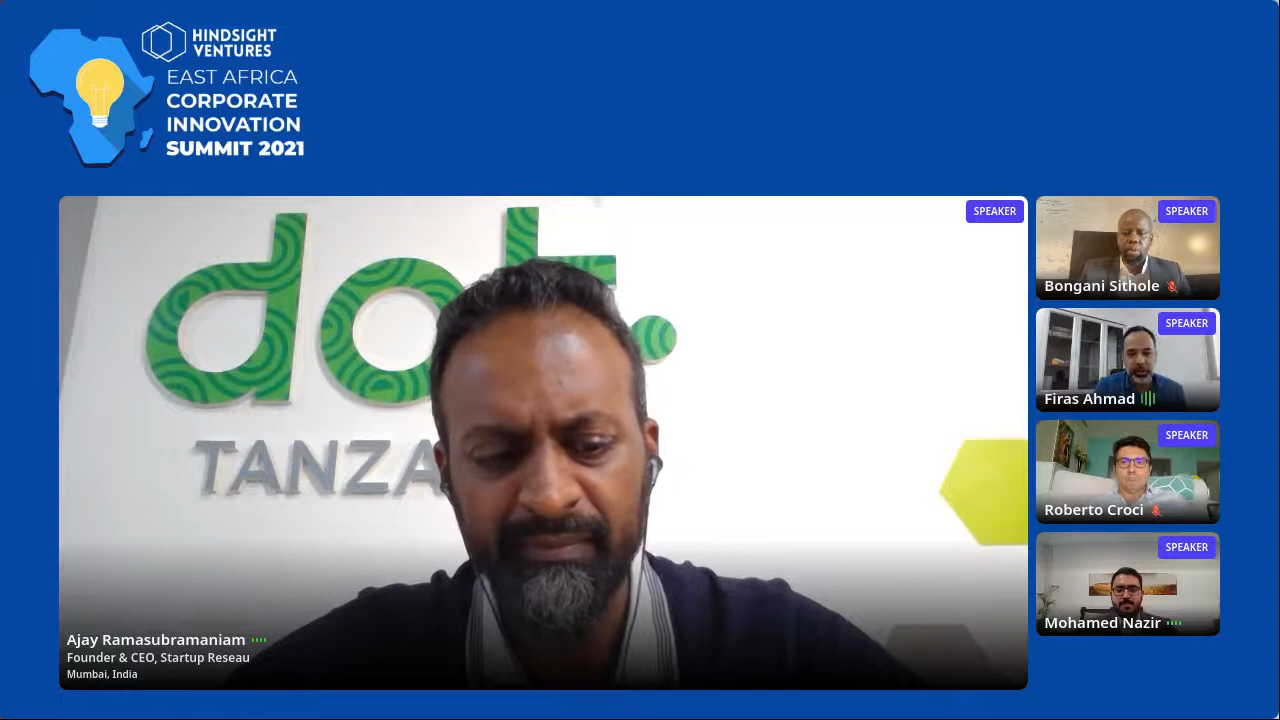 HINDSIGHT
VENTURES
EAST AFRICA
CORPORATE
INNOVATION
SUMMIT 2021
SPEAKER
dot.
TANZA
Ajay Ramasubramaniam
Founder & CEO, Startup Reseau
Mumbai, India
SPEAKER
Bongani Sithole
SPEAKER
Firas Ahmad
SPEAKER
Roberto Croci
SPEAKER
Mohamed Nazir